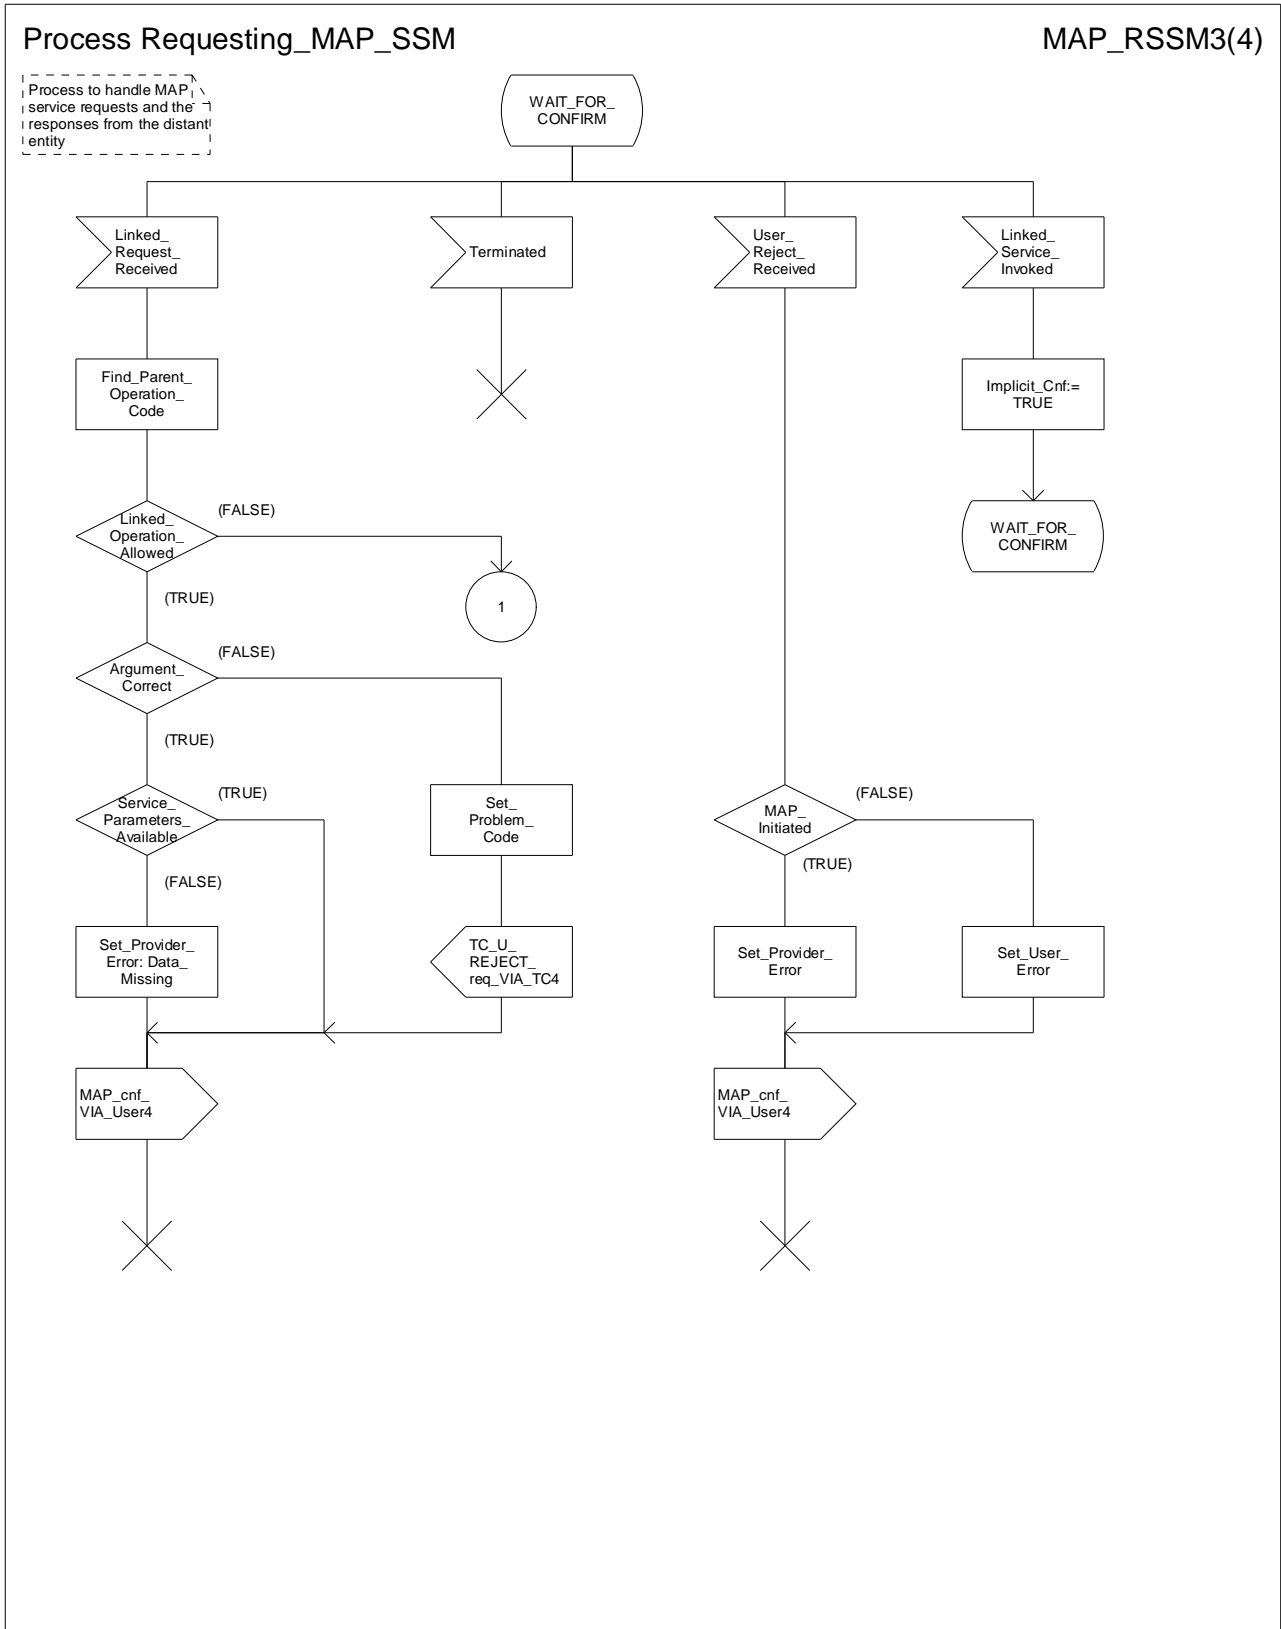 Process Requesting_MAP_SSM
MAP_RSSM3(4)
Process to handle MAP
service requests and the
responses from the distant
entity
WAIT_FOR_
CONFIRM
Linked_
Request_
Received
Terminated
User_
Reject_
Received
Linked_
Service_
Invoked
Find_Parent_
Operation_
Code
Implicit_Cnf:=
TRUE
Linked_
Operation_
Allowed
(FALSE)
WAIT_FOR_
CONFIRM
(TRUE)
1
Argument_
Correct
(FALSE)
(TRUE)
Service_
Parameters_
Available
(TRUE)
Set_
Problem_
Code
MAP_
Initiated
(FALSE)
(TRUE)
(FALSE)
Set_Provider_
Error: Data_
Missing
TC_U_
REJECT_
req_VIA_TC4
Set_Provider_
Error
Set_User_
Error
MAP_cnf_
VIA_User4
MAP_cnf_
VIA_User4